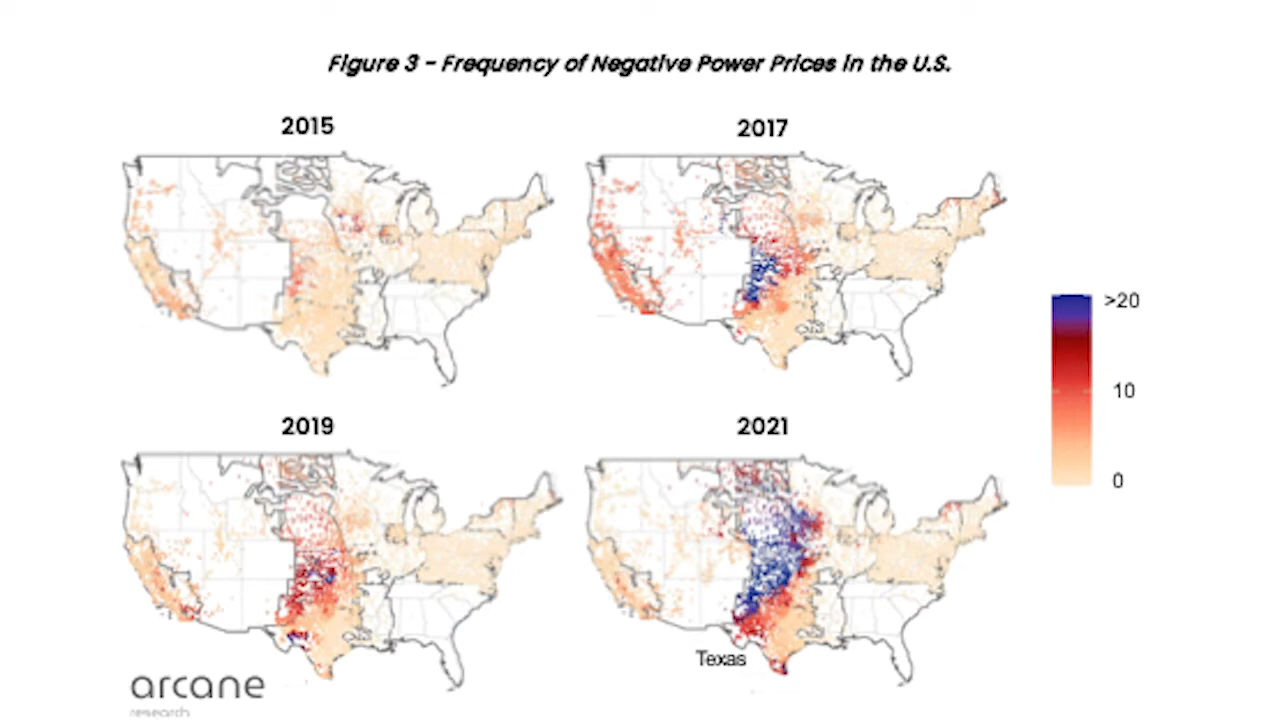 Figure 3 - Frequency of Negative Power Prices in the U.S.
2015
2017
>20
10
0
2019
2021
Texas
arcane
research